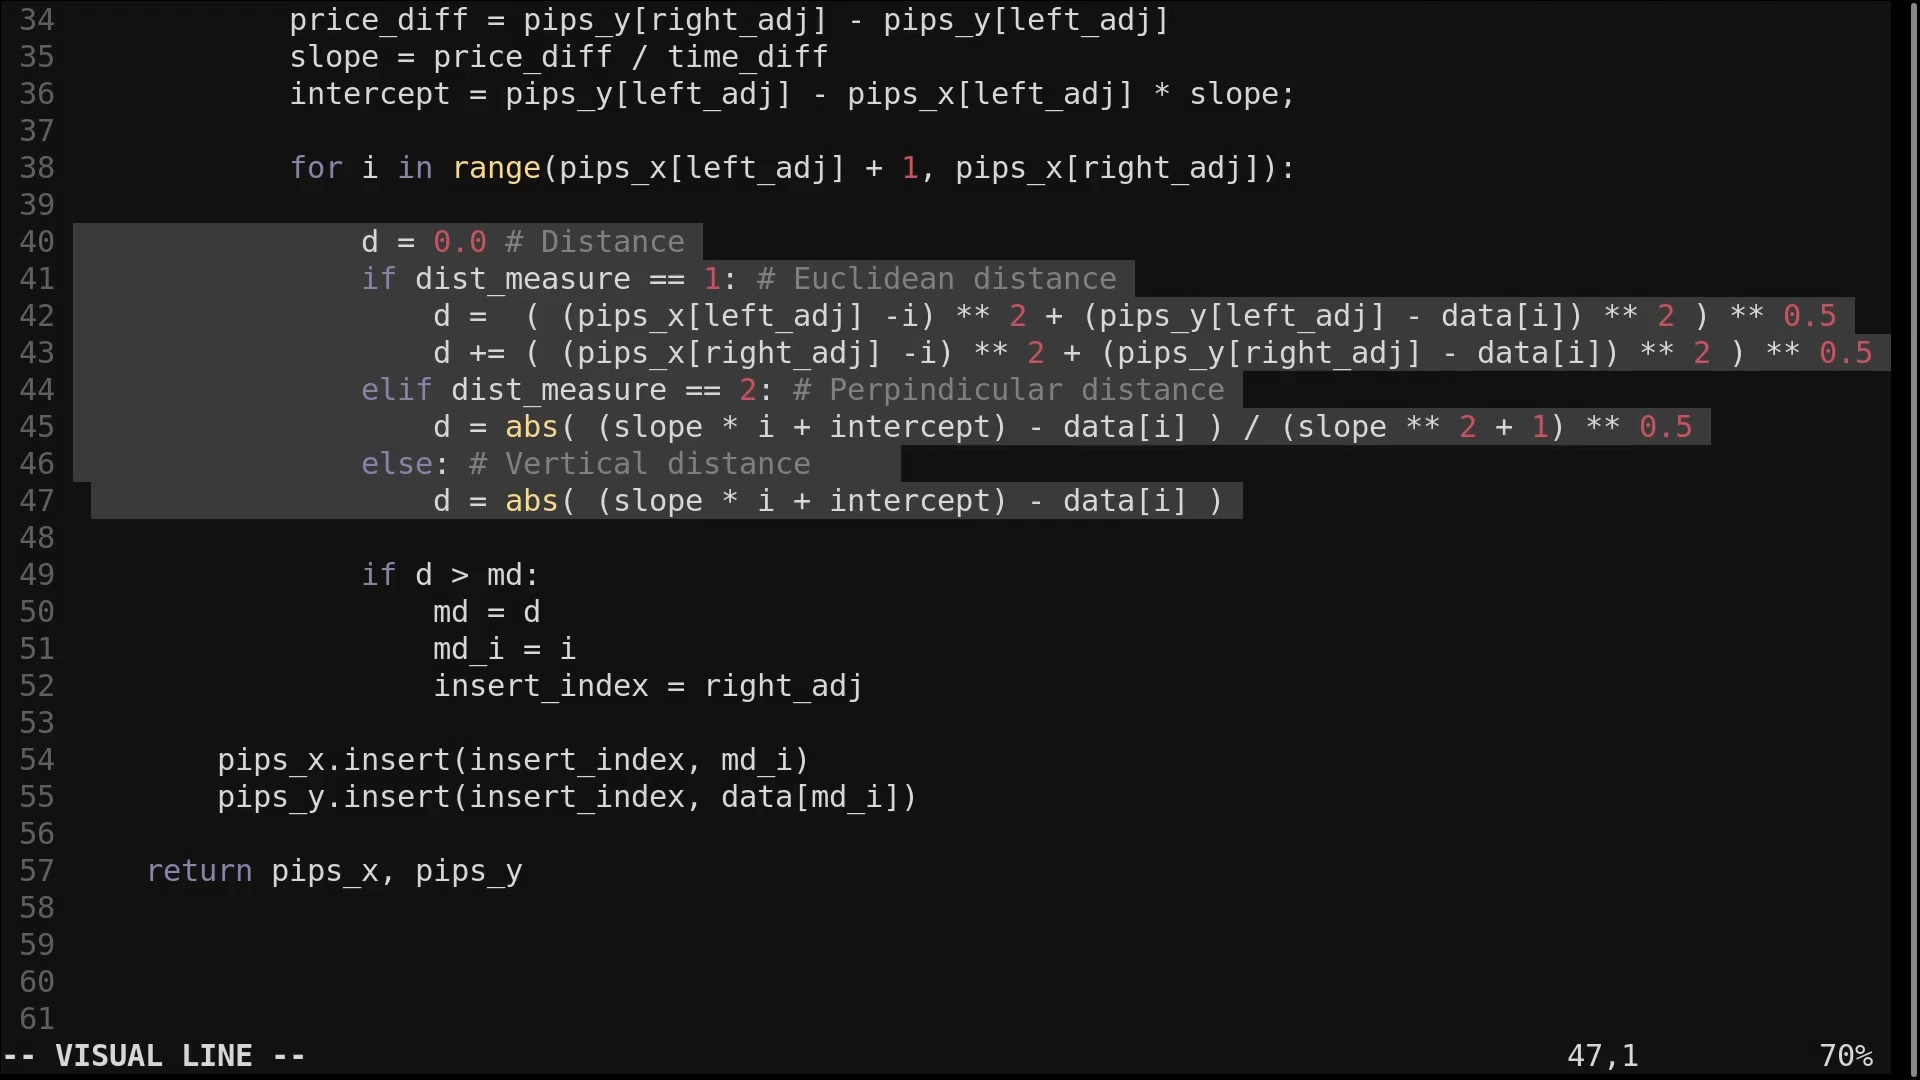 34             price_diff = pips_y[right_adj] - pips_y[left_adj]
35             slope = price_diff / time_diff
36             intercept = pips_y[left_adj] - pips_x[left_adj] * slope;
37
38             for i in range(pips_x[left_adj] + 1, pips_x[right_adj]):
39
40                 d = 0.0 # Distance
41                 if dist_measure == 1: # Euclidean distance
42                     d =  ( (pips_x[left_adj] -i) ** 2 + (pips_y[left_adj] - data[i]) ** 2 ) ** 0.5
43                     d += ( (pips_x[right_adj] -i) ** 2 + (pips_y[right_adj] - data[i]) ** 2 ) ** 0.5
44                 elif dist_measure == 2: # Perpindicular distance
45                     d = abs( (slope * i + intercept) - data[i] ) / (slope ** 2 + 1) ** 0.5
46                 else: # Vertical distance
47                     d = abs( (slope * i + intercept) - data[i] )
48
49                 if d > md:
50                     md = d
51                     md_i = i
52                     insert_index = right_adj
53
54         pips_x.insert(insert_index, md_i)
55         pips_y.insert(insert_index, data[md_i])
56
57     return pips_x, pips_y
58
59
60
61
-- VISUAL LINE -- 47,1 70%